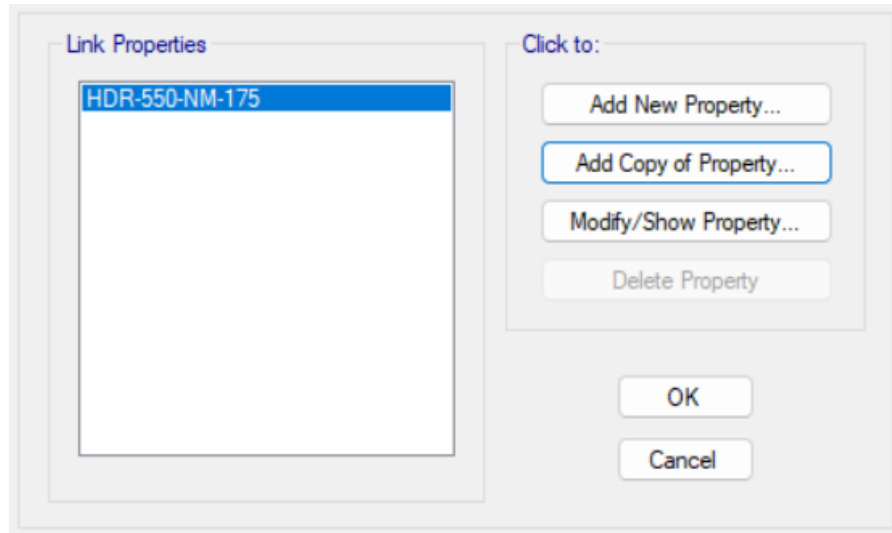 Link Properties
HDR-550-NM-175
Click to:
Add New Property...
Add Copy of Property...
Modify/Show Property...
Delete Property
OK
Cancel